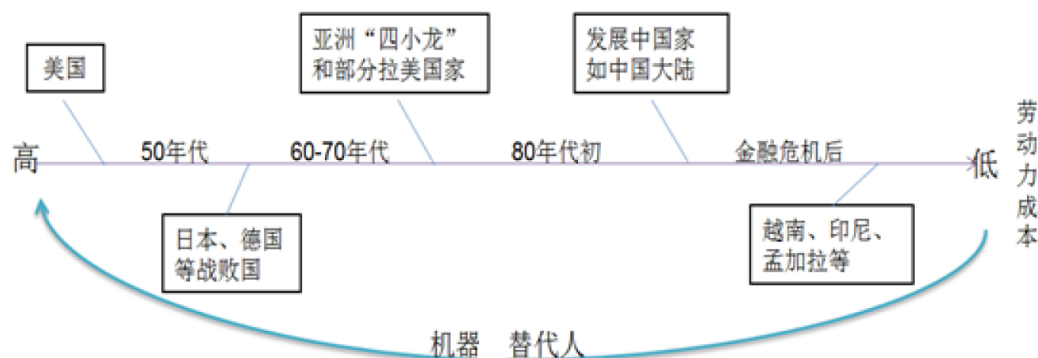 美国
亚洲“四小龙”
和部分拉美国家
发展中国家
如中国大陆
高
50年代
60-70年代
80年代初
金融危机后
低
劳动力成本
日本、德国
等战败国
越南、印尼、
孟加拉等
机器 替代人